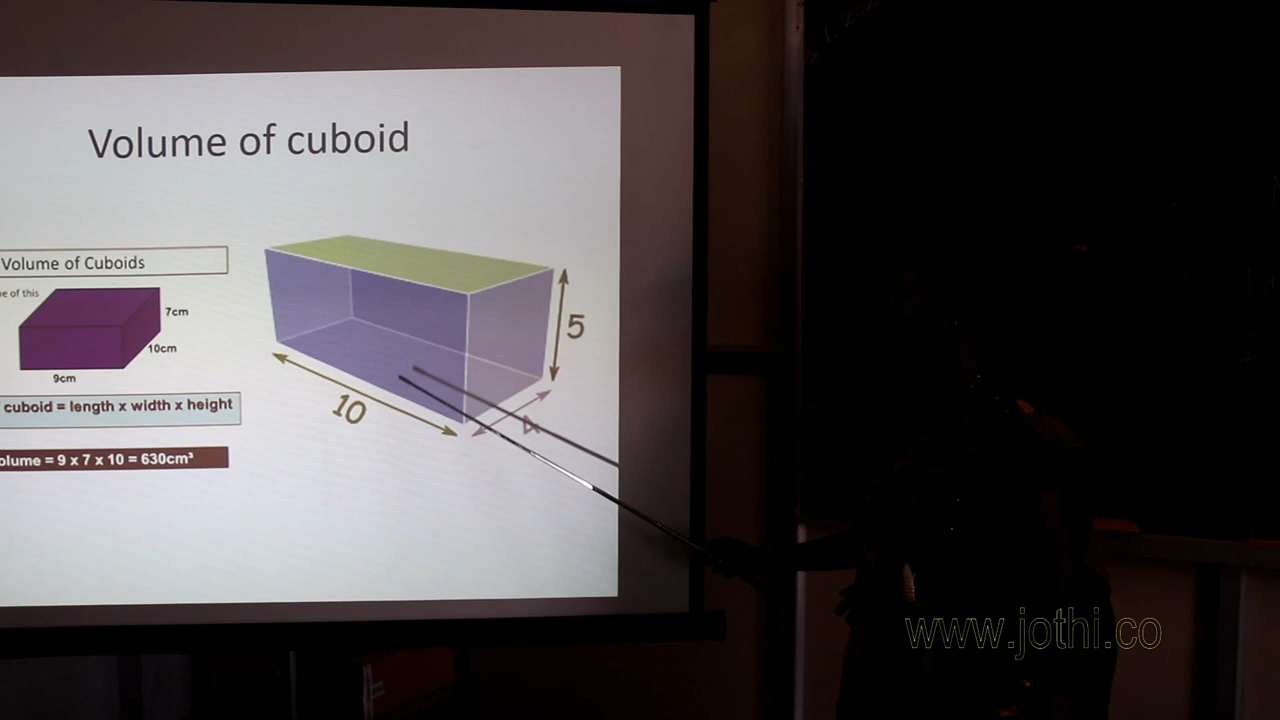 Volume of cuboid
Volume of Cuboids
of this
7cm
10cm
9cm
cuboid = length x width x height
olume = 9 x 7 x 10 = 630cm³
5
10
4
www.jothi.co